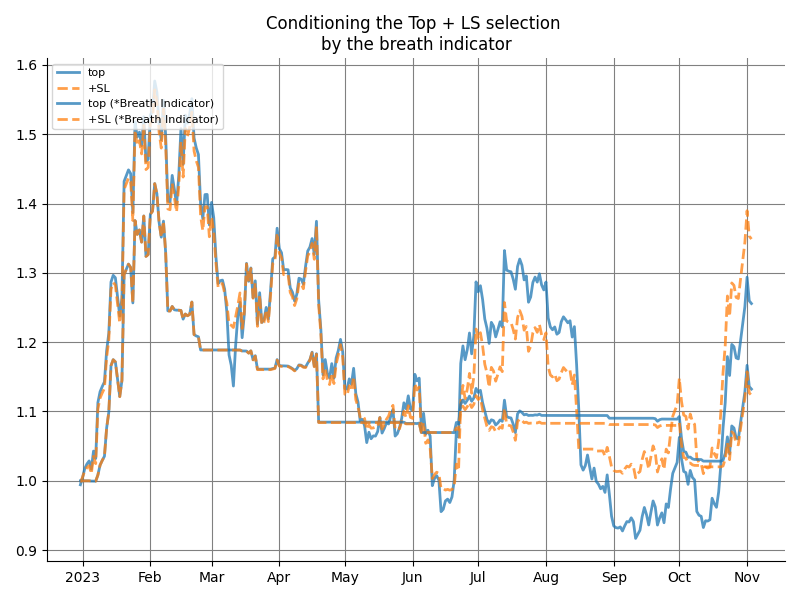 Conditioning the Top + LS selection
by the breath indicator
top
+SL
top (*Breath Indicator)
+SL (*Breath Indicator)
1.6
1.5
1.4
1.3
1.2
1.1
1.0
0.9
2023 Feb Mar Apr May Jun Jul Aug Sep Oct Nov